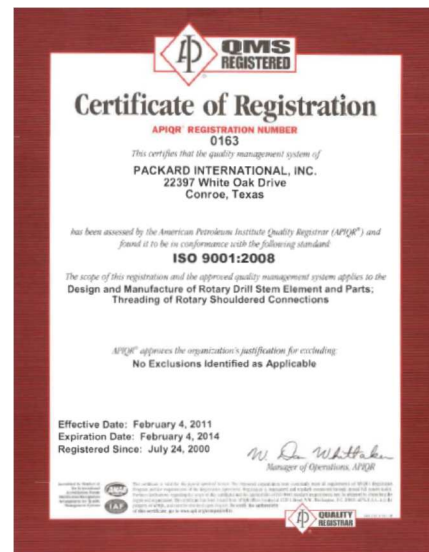 API
QMS
REGISTERED
Certificate of Registration
APIQR® REGISTRATION NUMBER
0163
This certifies that the quality management system of
PACKARD INTERNATIONAL, INC.
22397 White Oak Drive
Conroe, Texas
has been assessed by the American Petroleum Institute Quality Registrar (APIQR®) and
found it to be in conformance with the following standard:
ISO 9001:2008
The scope of this registration and the approved quality management system applies to the
Design and Manufacture of Rotary Drill Stem Element and Parts;
Threading of Rotary Shouldered Connections
APIQR® approves the organization's justification for excluding:
No Exclusions Identified as Applicable
Effective Date: February 4, 2011
Expiration Date: February 4, 2014
Registered Since: July 24, 2000
W. Don Whittaker
Manager of Operations, APIQR
IAF
API
QUALITY
REGISTRAR